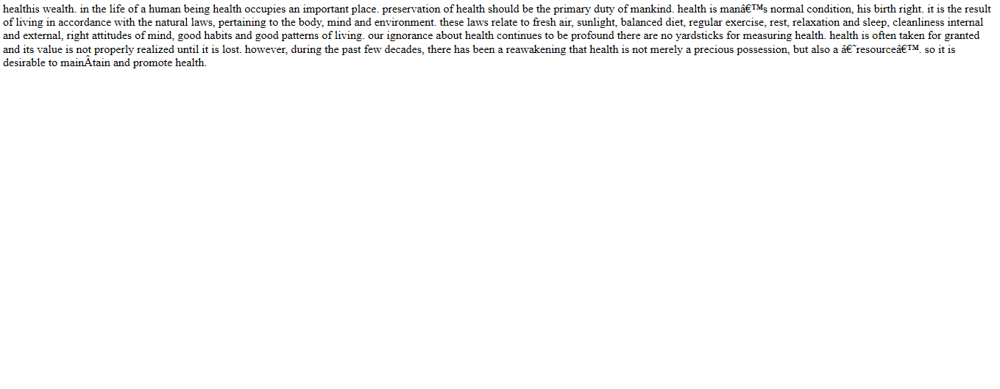 healthis wealth. in the life of a human being health occupies an important place. preservation of health should be the primary duty of mankind. health is manâ€™s normal condition, his birth right. it is the result
of living in accordance with the natural laws, pertaining to the body, mind and environment. these laws relate to fresh air, sunlight, balanced diet, regular exercise, rest, relaxation and sleep, cleanliness internal
and external, right attitudes of mind, good habits and good patterns of living. our ignorance about health continues to be profound there are no yardsticks for measuring health. health is often taken for granted
and its value is not properly realized until it is lost. however, during the past few decades, there has been a reawakening that health is not merely a precious possession, but also a â€˜resourceâ€™. so it is
desirable to mainÂtain and promote health.